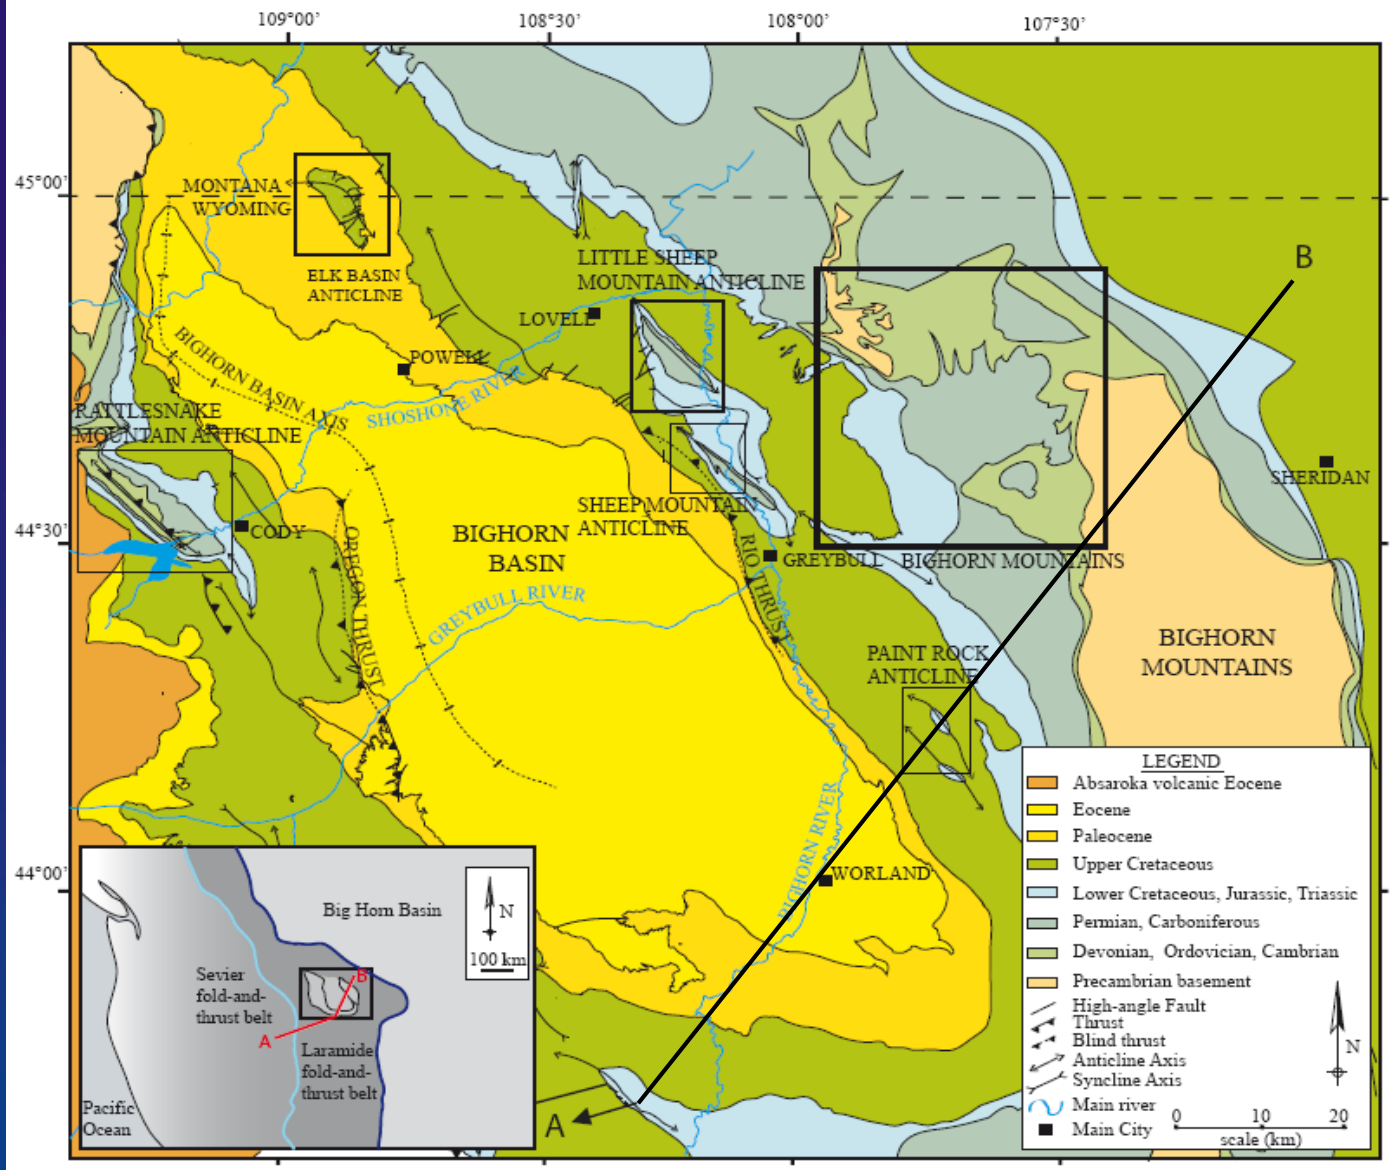 109°00'
108°30'
108°00'
107°30'
45°00'
MONTANA
WYOMING
ELK BASIN
ANTICLINE
LITTLE SHEEP
MOUNTAIN ANTICLINE
B
LOVELL
POWELL
BIGHORN BASIN AXIS
SHOSHONE RIVER
RATTLESNAKE
MOUNTAIN ANTICLINE
SHERIDAN
SHEEP MOUNTAIN
ANTICLINE
44°30'
CODY
BIGHORN
BASIN
OREGON THRUST
RIO THRUST
GREYBULL
BIGHORN MOUNTAINS
GREYBULL RIVER
BIGHORN
MOUNTAINS
PAINT ROCK
ANTICLINE
BIGHORN RIVER
44°00'
WORLAND
A
LEGEND
Absaroka volcanic Eocene
Eocene
Paleocene
Upper Cretaceous
Lower Cretaceous, Jurassic, Triassic
Permian, Carboniferous
Devonian, Ordovician, Cambrian
Precambrian basement
High-angle Fault
Thrust
Blind thrust
Anticline Axis
Syncline Axis
Main river
Main City
N
0 10 20
scale (km)
Big Horn Basin
N
100 km
Sevier
fold-and-
thrust belt
B
A
Laramide
fold-and-
thrust belt
Pacific
Ocean